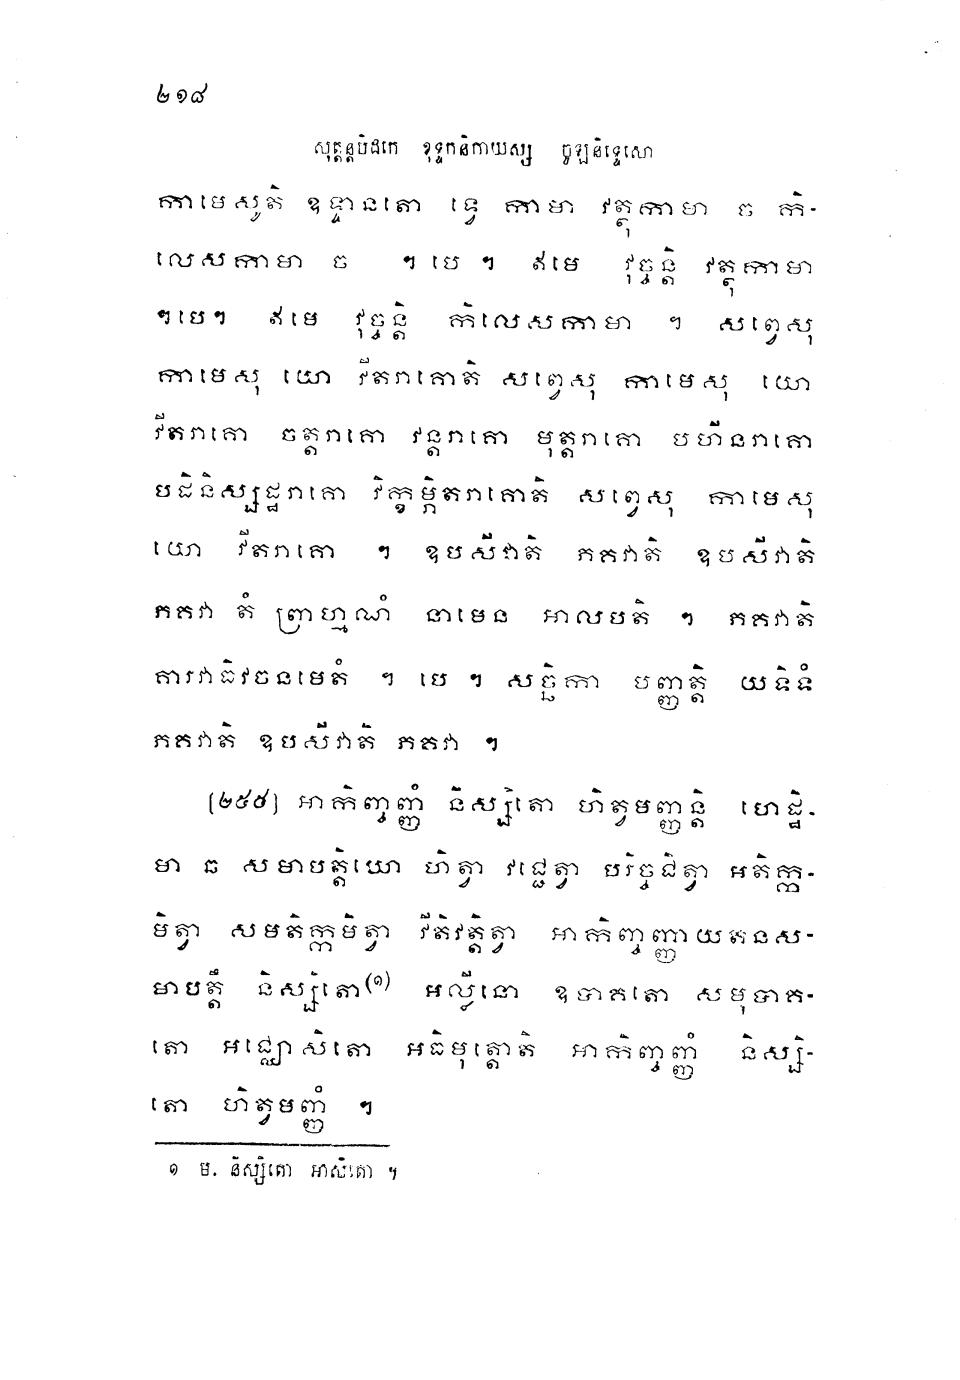 ២១៨
សុត្តន្តបិដកេ ខុទ្ទកនិកាយស្ស ចូឡនិទ្ទេសោ
កាមេសូតិ ឧទ្ទានតោ ទ្វេ កាមា វត្ថុកាមា ច កិ-
លេសកាមា ច ។ បេ ។ ឥមេ វុច្ចន្តិ វត្ថុកាមា
។បេ។ ឥមេ វុច្ចន្តិ កិលេសកាមា ។ សព្វេសុ
កាមេសុ យោ វីតរាគោតិ សព្វេសុ កាមេសុ យោ
វីតរាគោ ចត្តរាគោ វន្តរាគោ មុត្តរាគោ បហីនរាគោ
បដិនិស្សដ្ឋរាគោ វិក្ខម្ភិតរាគោតិ សព្វេសុ កាមេសុ
យោ វីតរាគោ ។ ឧបសីវាតិ ភគវាតិ ឧបសីវាតិ
ភគវា តំ ព្រាហ្មណំ នាមេន អាលបតិ ។ ភគវាតិ
គារវាធិវចនមេតំ ។ បេ ។ សច្ឆិកា បញ្ញត្តិ យទិទំ
ភគវាតិ ឧបសីវាតិ ភគវា ។
(២៥៥) អាកិញ្ចញ្ញំ និស្សិតោ ហិត្វមញ្ញន្តិ ហេដ្ឋិ-
មា ឆ សមាបត្តិយោ ហិត្វា វជ្ជេត្វា បរិច្ចជិត្វា អតិក្ក-
មិត្វា សមតិក្កមិត្វា វីតិវត្តិត្វា អាកិញ្ចញ្ញាយតនស-
មាបត្តឹ និស្សិតោ(១) អល្លីនោ ឧបាគតោ សមុបាគ-
តោ អជ្ឈោសិតោ អធិមុត្តោតិ អាកិញ្ចញ្ញំ និស្សិ-
តោ ហិត្វមញ្ញំ ។
១ ម. និស្សិតោ អាសិតោ ។